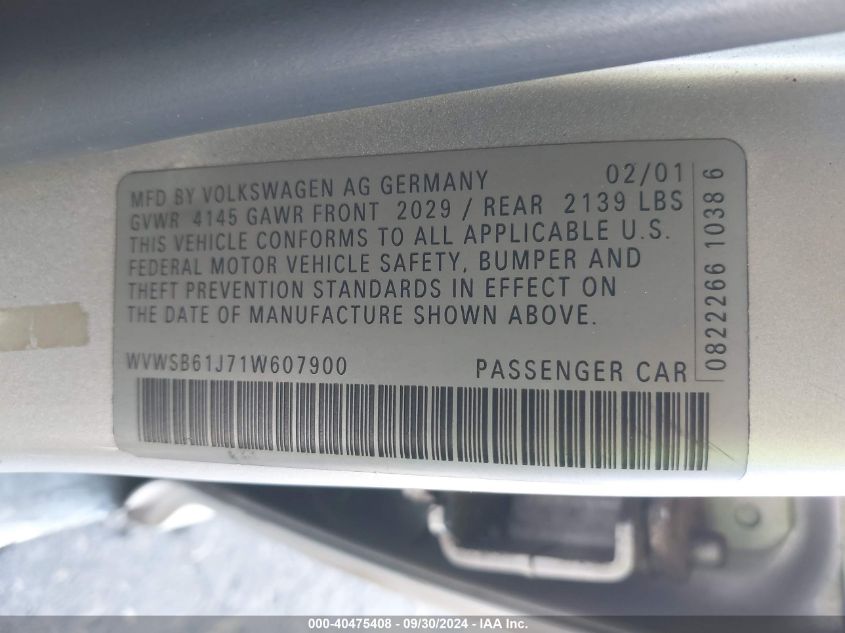 MFD BY VOLKSWAGEN AG GERMANY 02/01
GVWR 4145 GAWR FRONT 2029 / REAR 2139 LBS
THIS VEHICLE CONFORMS TO ALL APPLICABLE U.S.
FEDERAL MOTOR VEHICLE SAFETY, BUMPER AND
THEFT PREVENTION STANDARDS IN EFFECT ON
THE DATE OF MANUFACTURE SHOWN ABOVE.
WVWSB61J71W607900 PASSENGER CAR
0822266 1038 6
000-40475408 - 09/30/2024 - IAA Inc.